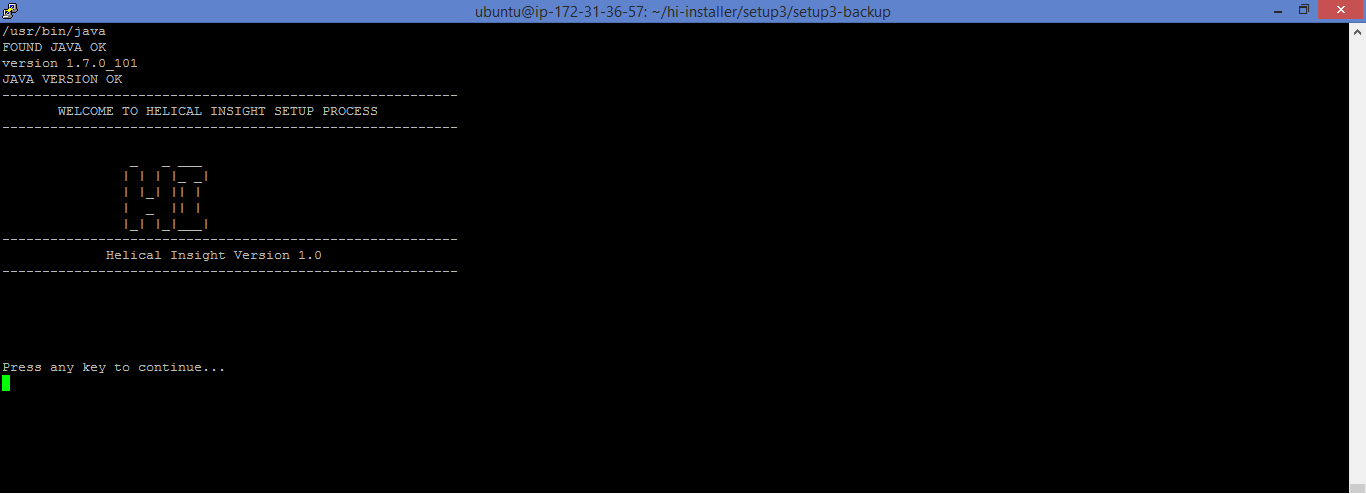 ubuntu@ip-172-31-36-57: ~/hi-installer/setup3/setup3-backup
/usr/bin/java
FOUND JAVA OK
version 1.7.0_101
JAVA VERSION OK
---------------------------------------------------------
       WELCOME TO HELICAL INSIGHT SETUP PROCESS
---------------------------------------------------------
                _   _ ___
               | | | |_ _|
               | |_| || |
               |  _  || |
               |_| |_|___|
---------------------------------------------------------
             Helical Insight Version 1.0
---------------------------------------------------------
Press any key to continue...